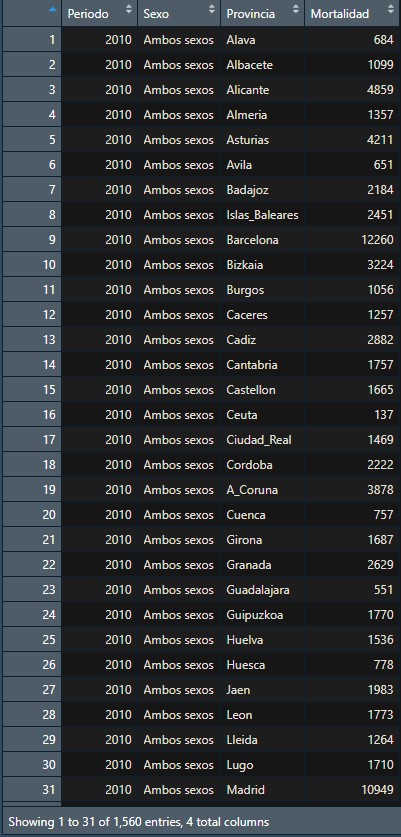 Periodo Sexo Provincia Mortalidad
1 2010 Ambos sexos Alava 684
2 2010 Ambos sexos Albacete 1099
3 2010 Ambos sexos Alicante 4859
4 2010 Ambos sexos Almeria 1357
5 2010 Ambos sexos Asturias 4211
6 2010 Ambos sexos Avila 651
7 2010 Ambos sexos Badajoz 2184
8 2010 Ambos sexos Islas_Baleares 2451
9 2010 Ambos sexos Barcelona 12260
10 2010 Ambos sexos Bizkaia 3224
11 2010 Ambos sexos Burgos 1056
12 2010 Ambos sexos Caceres 1257
13 2010 Ambos sexos Cadiz 2882
14 2010 Ambos sexos Cantabria 1757
15 2010 Ambos sexos Castellon 1665
16 2010 Ambos sexos Ceuta 137
17 2010 Ambos sexos Ciudad_Real 1469
18 2010 Ambos sexos Cordoba 2222
19 2010 Ambos sexos A_Coruna 3878
20 2010 Ambos sexos Cuenca 757
21 2010 Ambos sexos Girona 1687
22 2010 Ambos sexos Granada 2629
23 2010 Ambos sexos Guadalajara 551
24 2010 Ambos sexos Guipuzkoa 1770
25 2010 Ambos sexos Huelva 1536
26 2010 Ambos sexos Huesca 778
27 2010 Ambos sexos Jaen 1983
28 2010 Ambos sexos Leon 1773
29 2010 Ambos sexos Lleida 1264
30 2010 Ambos sexos Lugo 1710
31 2010 Ambos sexos Madrid 10949
Showing 1 to 31 of 1,560 entries, 4 total columns